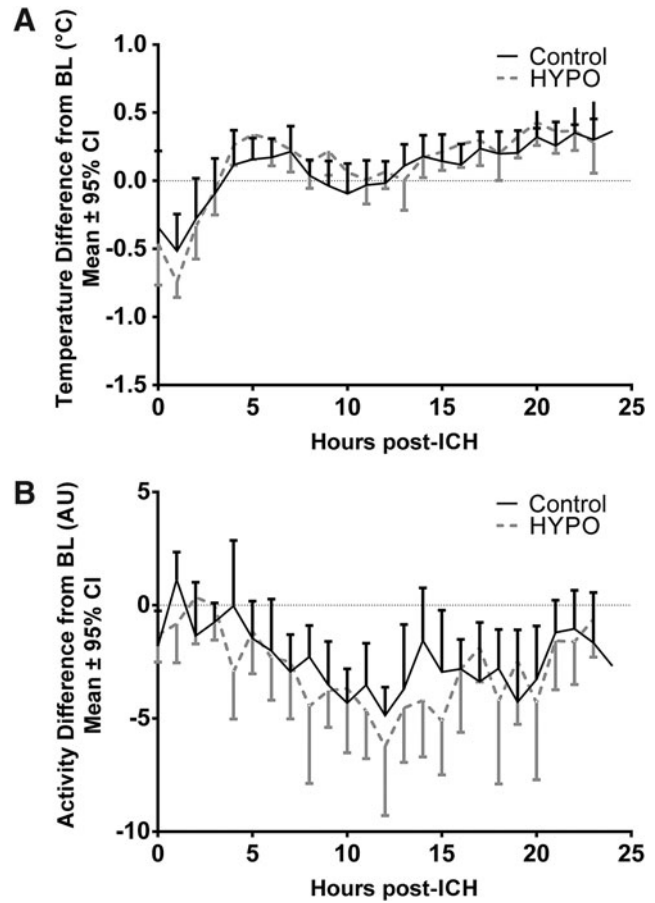 A
Temperature Difference from BL (°C)
Mean ± 95% CI
1.0
0.5
0.0
-0.5
-1.0
-1.5
Control
HYPO
0 5 10 15 20 25
Hours post-ICH
B
Activity Difference from BL (AU)
Mean ± 95% CI
5
0
-5
-10
Control
HYPO
0 5 10 15 20 25
Hours post-ICH